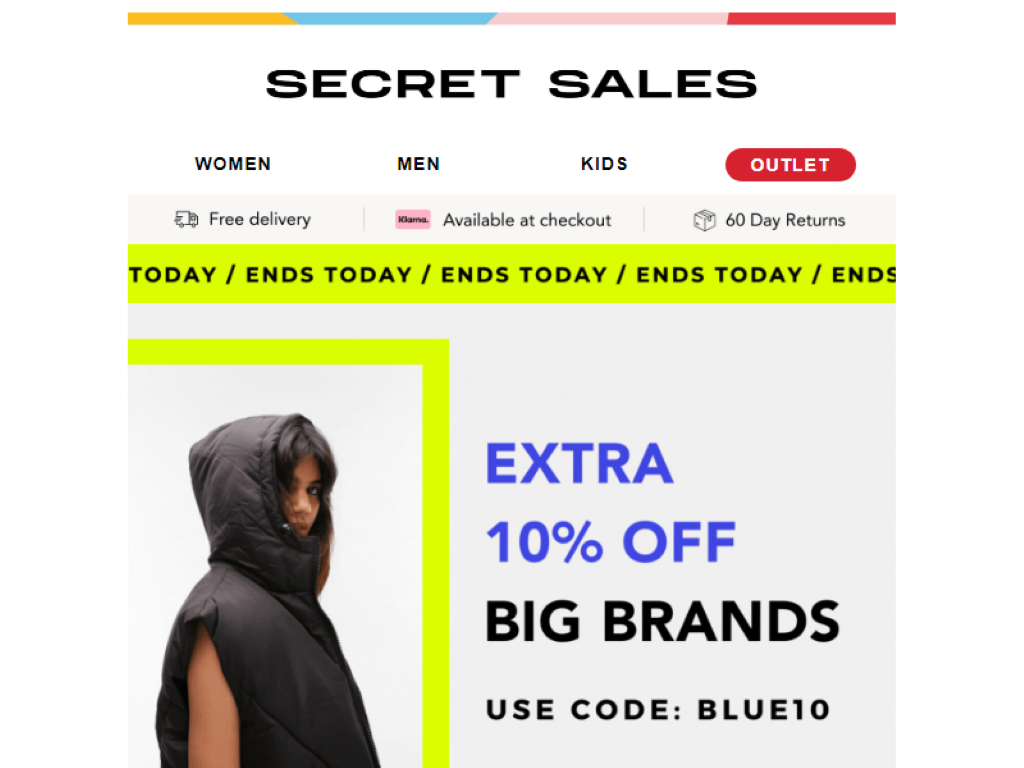 SECRET SALES
WOMEN MEN KIDS OUTLET
Free delivery Klarna. Available at checkout 60 Day Returns
TODAY / ENDS TODAY / ENDS TODAY / ENDS TODAY / ENDS
EXTRA
10% OFF
BIG BRANDS
USE CODE: BLUE10